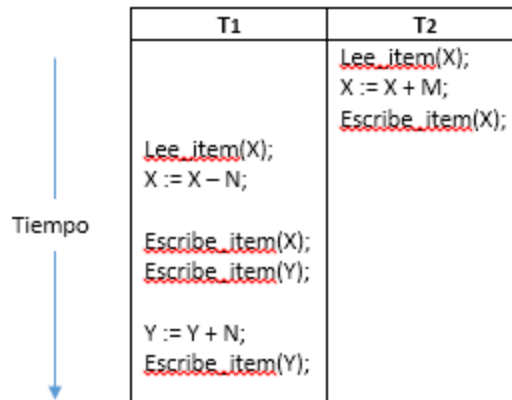 T1 T2
Lee_item(X);
X := X + M;
Escribe_item(X);
Lee_item(X);
X := X – N;
Tiempo
Escribe_item(X);
Escribe_item(Y);
Y := Y + N;
Escribe_item(Y);